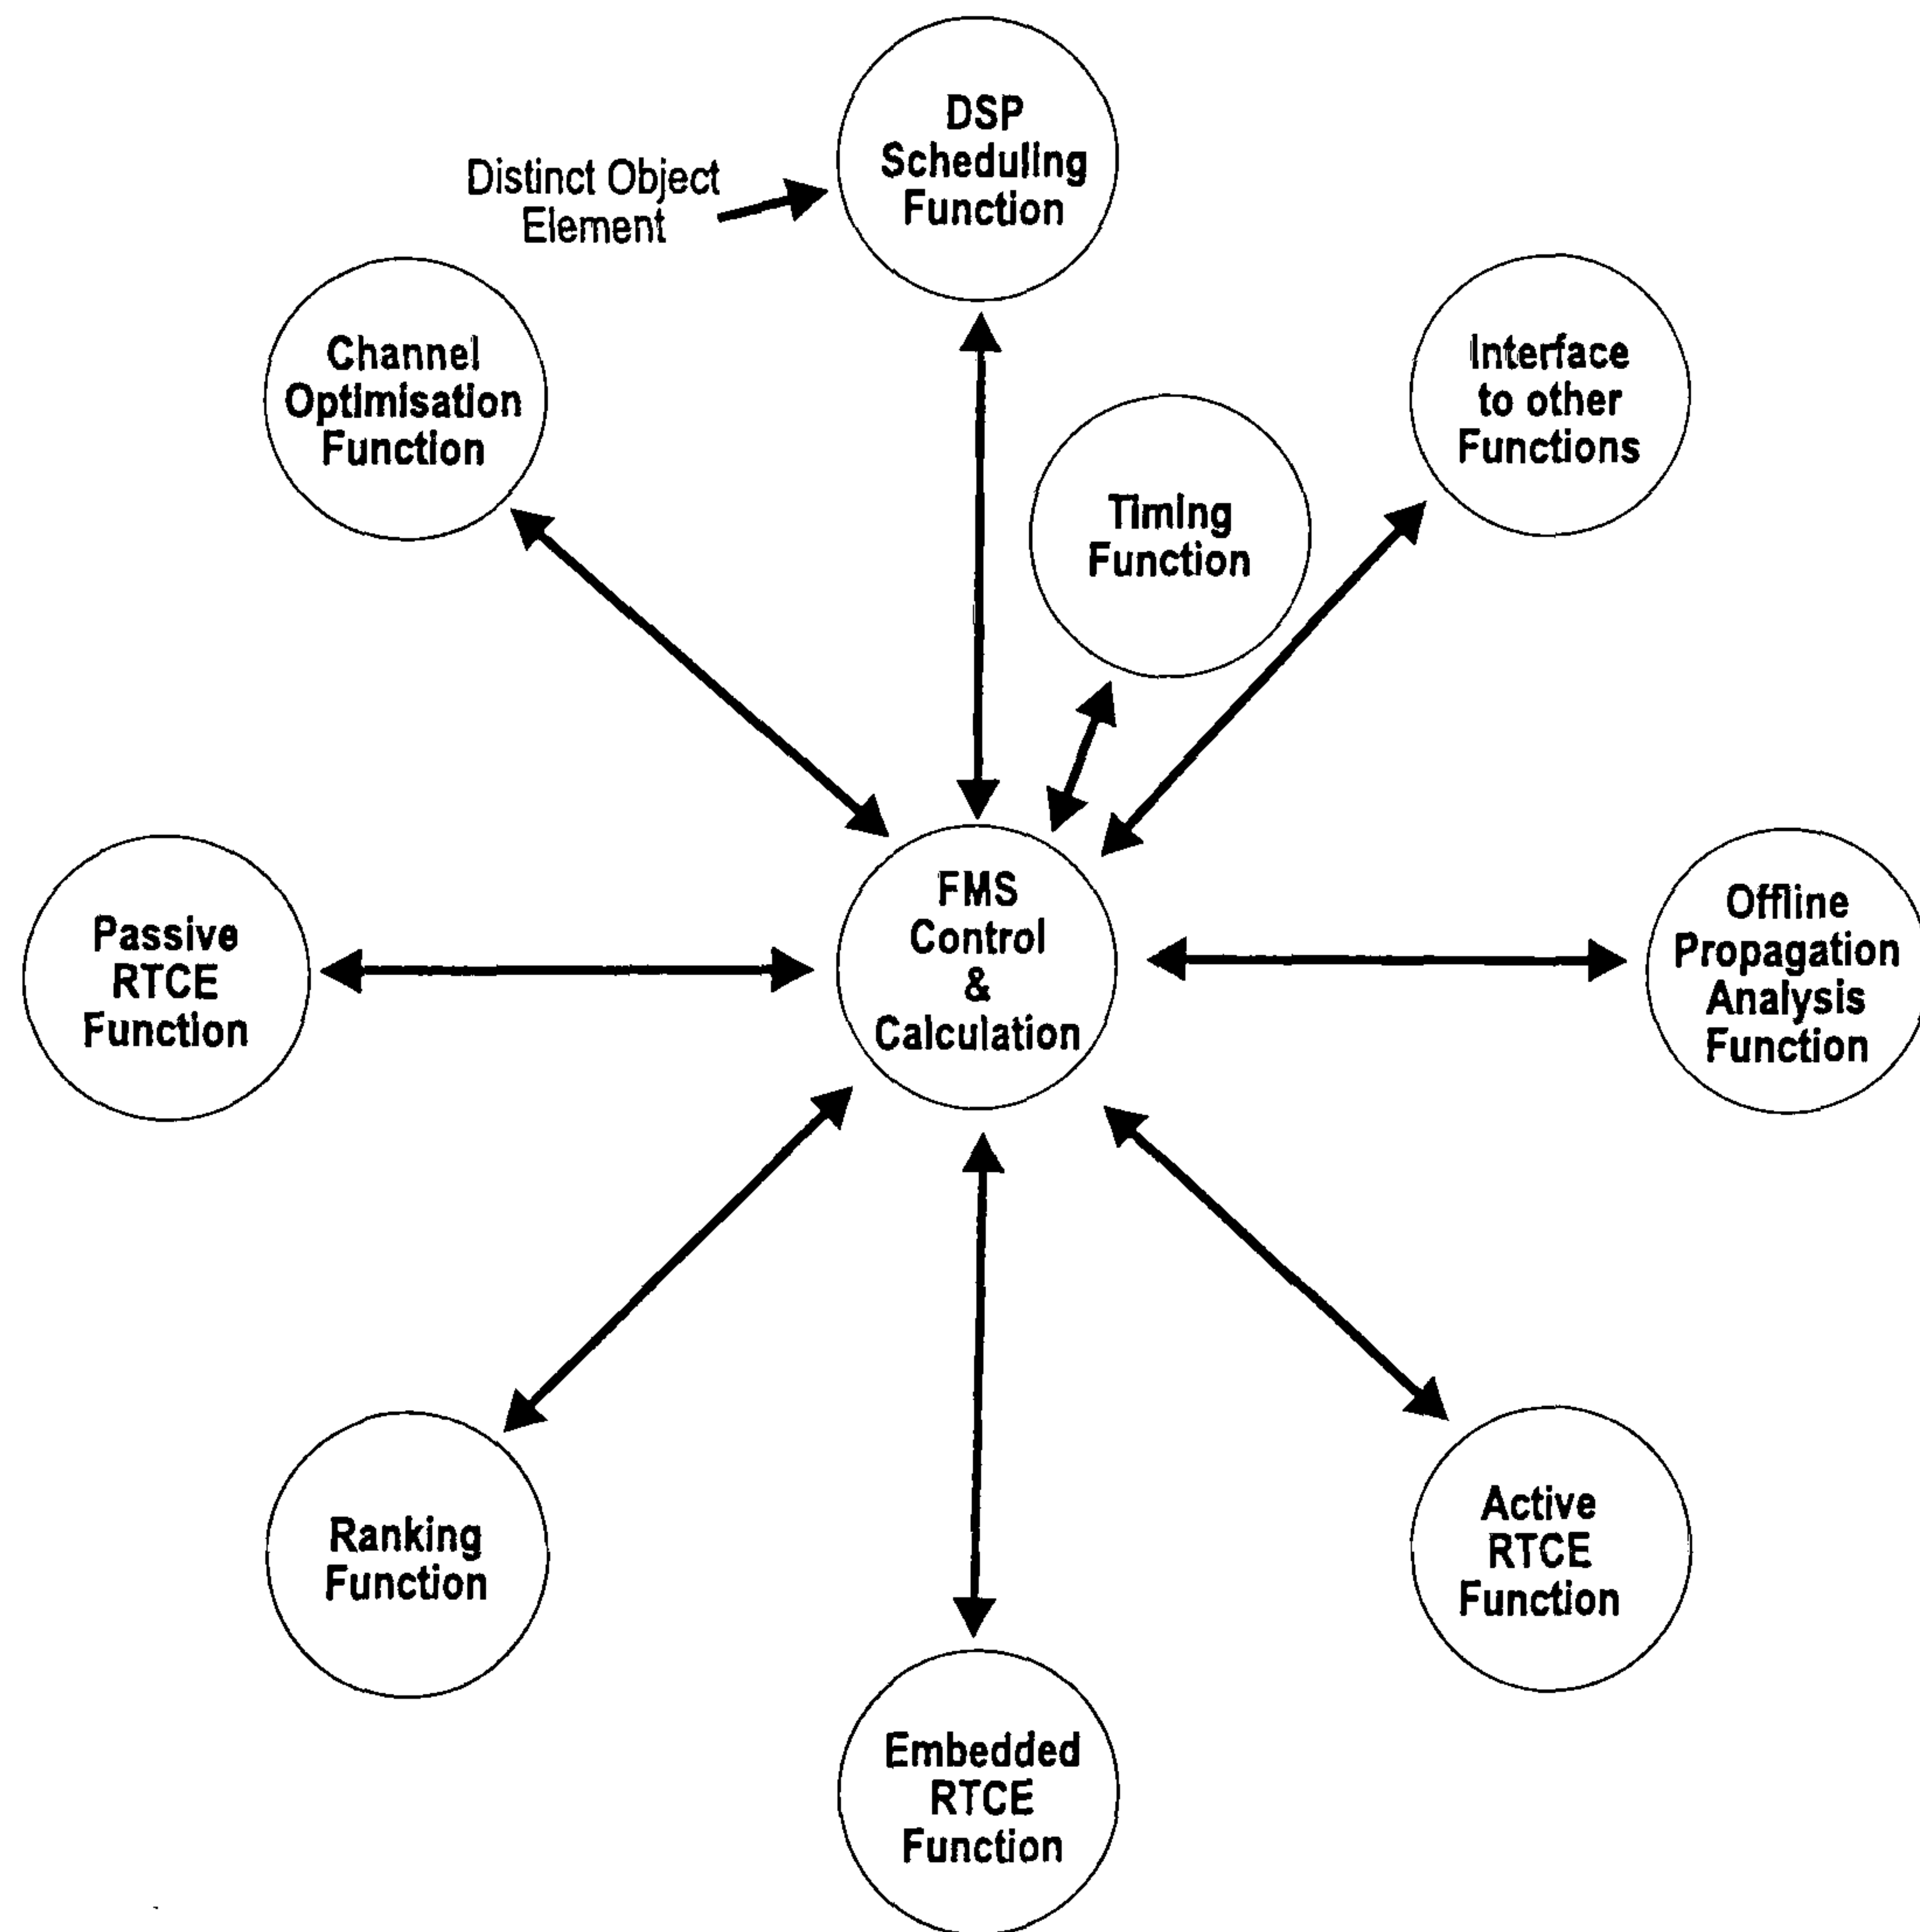 DSP
Scheduling
Function
Distinct Object
Element
Channel
Optimisation
Function
Interface
to other
Functions
Timing
Function
FMS
Control
&
Calculation
Passive
RTCE
Function
Offline
Propagation
Analysis
Function
Ranking
Function
Active
RTCE
Function
Embedded
RTCE
Function